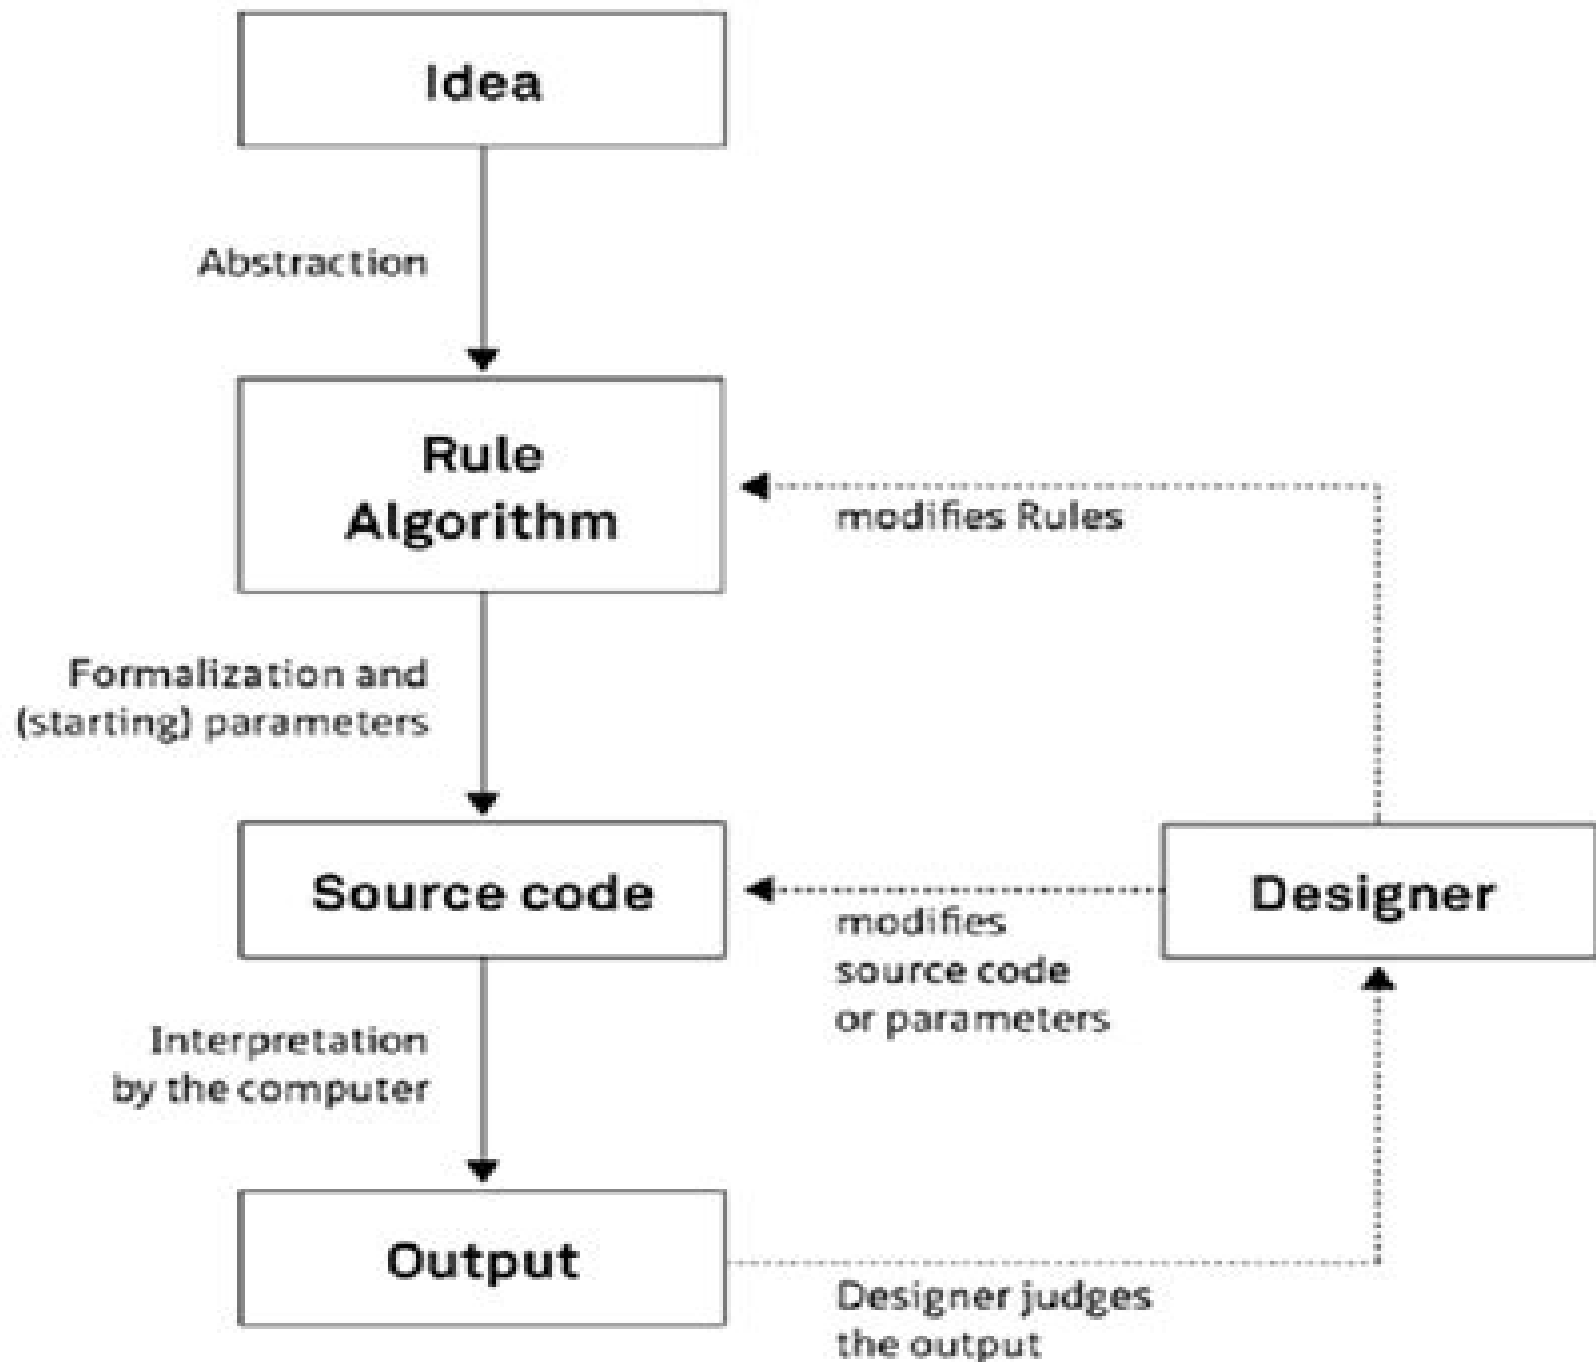 Idea
Abstraction
Rule
Algorithm
modifies Rules
Formalization and
(starting) parameters
Source code
Designer
modifies
source code
or parameters
Interpretation
by the computer
Output
Designer judges
the output